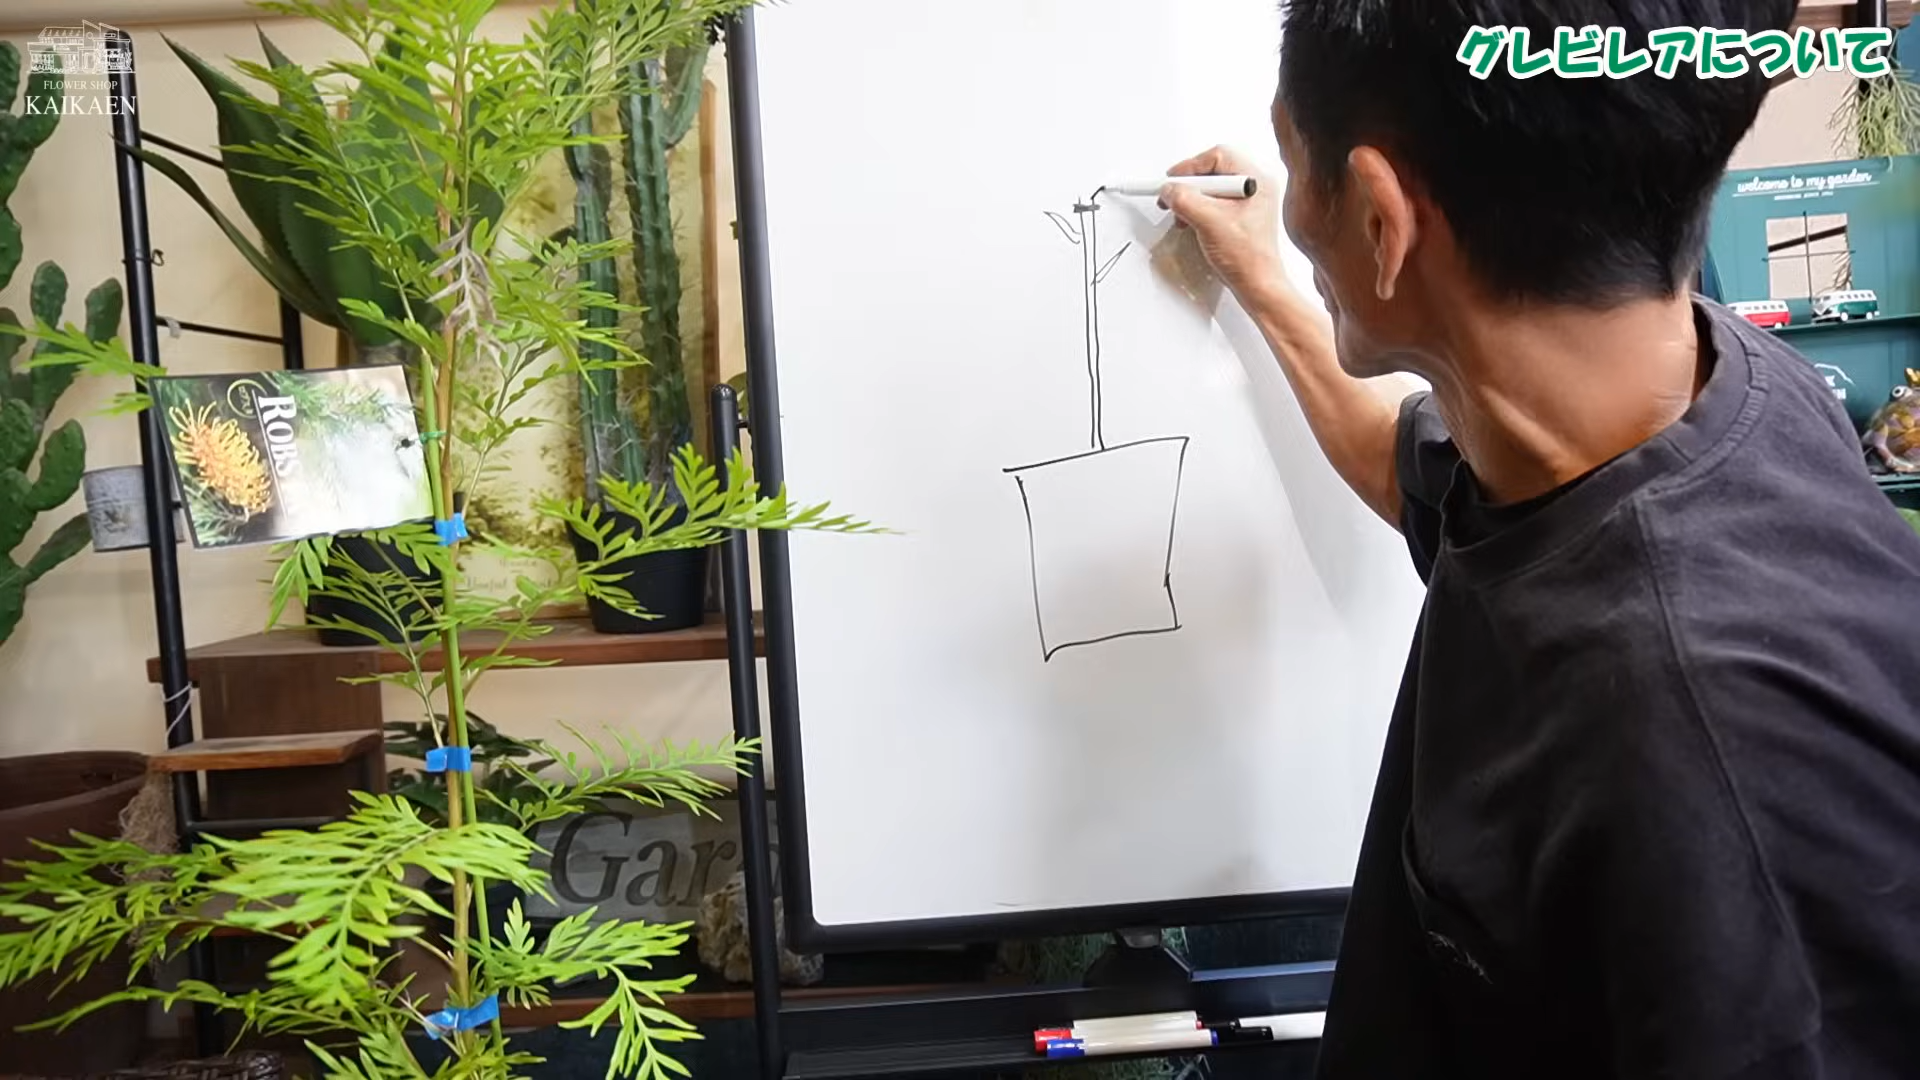 FLOWER SHOP
KAIKAEN
グレビレアについて
welcome to my garden
ROBS
Gar